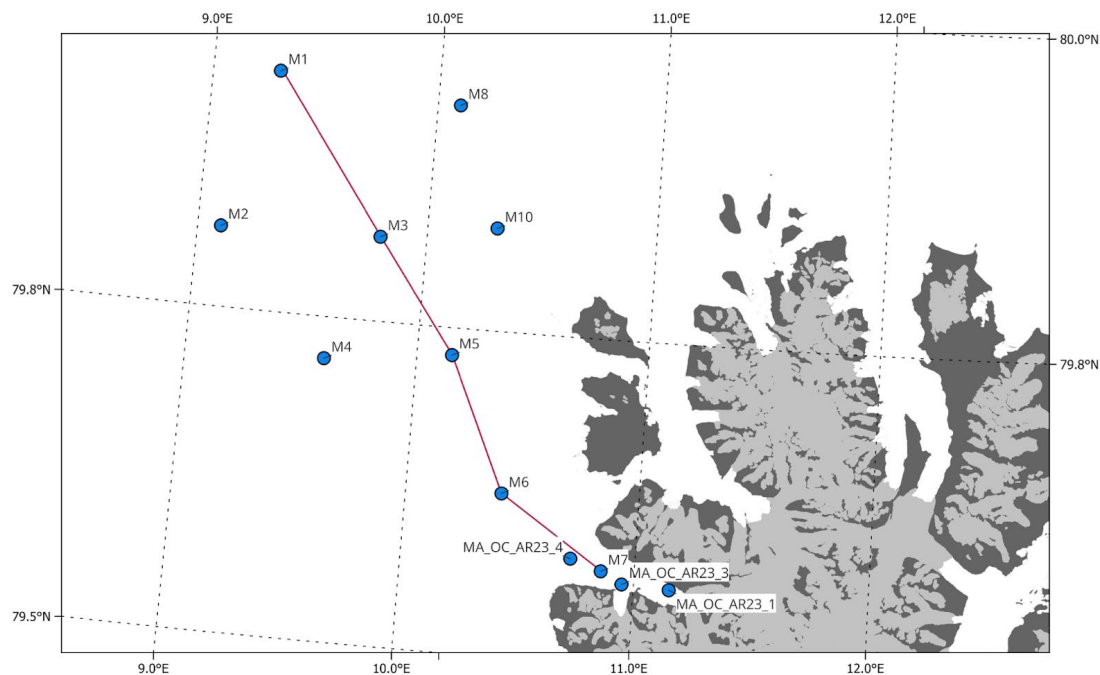 9.0°E
10.0°E
11.0°E
12.0°E
80.0°N
M1
M8
M2
M3
M10
79.8°N
M4
M5
79.8°N
M6
MA_OC_AR23_4
M7
MA_OC_AR23_3
MA_OC_AR23_1
79.5°N
9.0°E
10.0°E
11.0°E
12.0°E